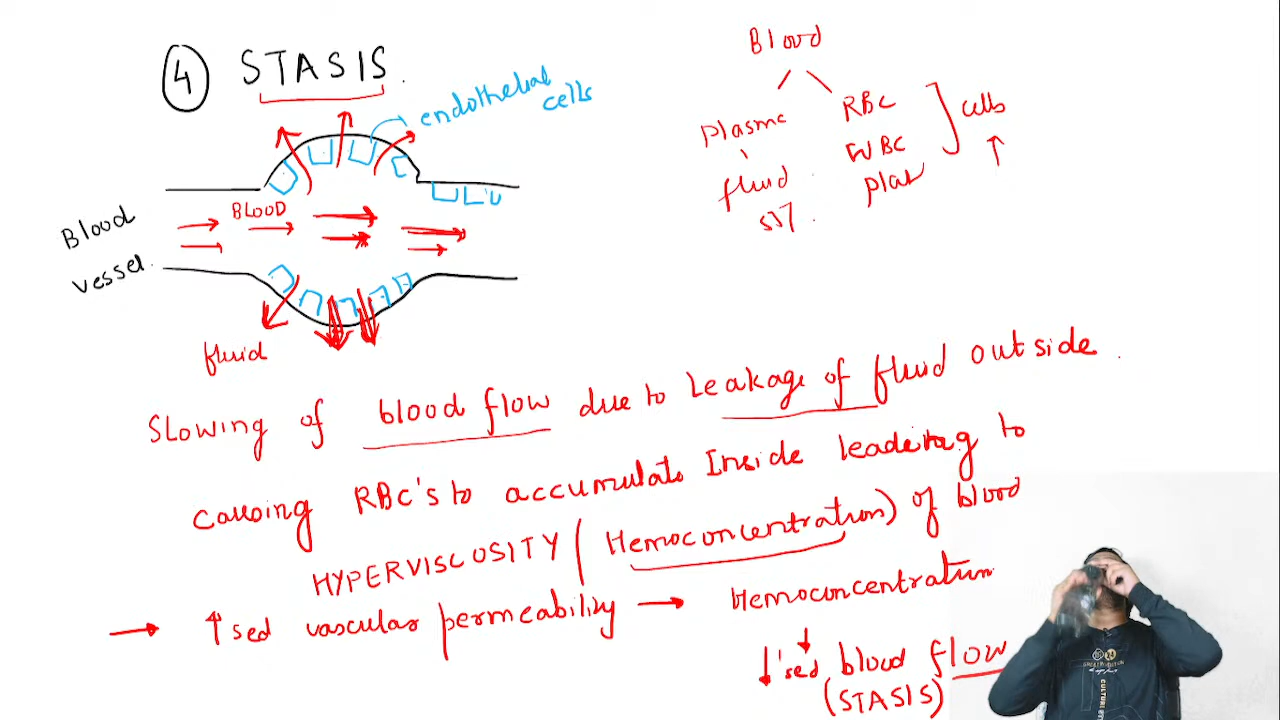 ④ STASIS.
endothelial
cells
BLOOD
Blood
vessel.
fluid
Blood
Plasma
fluid
RBC
WBC
plat
cells ↑
Slowing of blood flow due to Leakage of fluid outside.
causing RBC's to accumulate Inside leading to
HYPERVISCOSITY (Hemoconcentration) of blood
→ ↑sed vascular permeability → Hemoconcentration
↓
↓'sed blood flow
(STASIS)